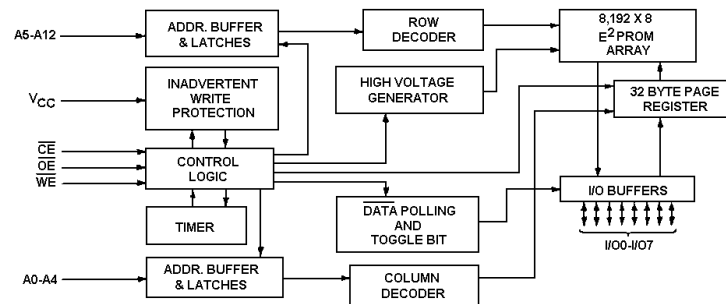 A5-A12
ADDR. BUFFER
& LATCHES
ROW
DECODER
8,192 X 8
E2PROM
ARRAY
VCC
INADVERTENT
WRITE
PROTECTION
HIGH VOLTAGE
GENERATOR
32 BYTE PAGE
REGISTER
CE
OE
WE
CONTROL
LOGIC
TIMER
DATA POLLING
AND
TOGGLE BIT
I/O BUFFERS
I/O0-I/O7
A0-A4
ADDR. BUFFER
& LATCHES
COLUMN
DECODER